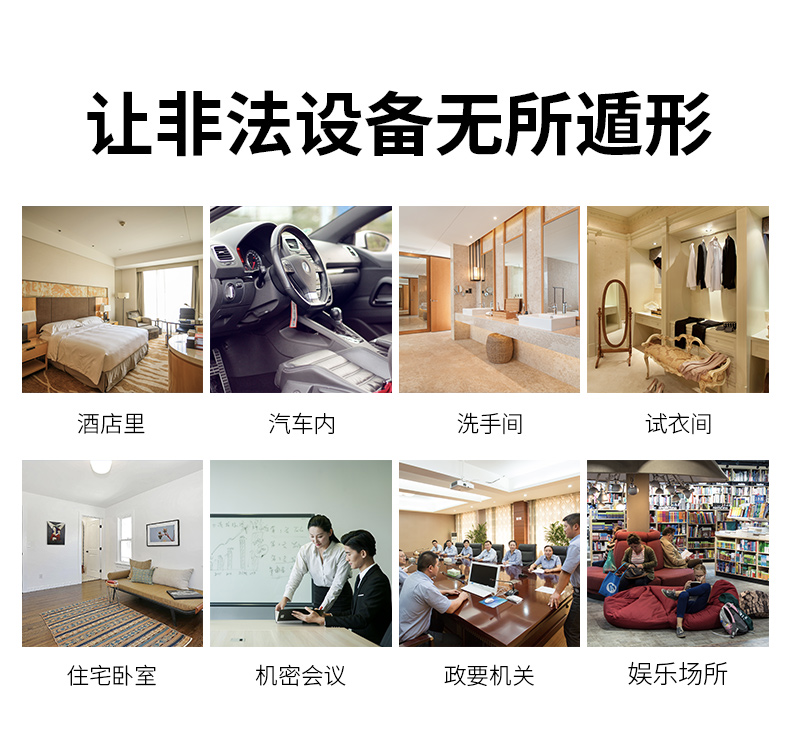 让非法设备无所遁形
酒店里
汽车内
洗手间
试衣间
住宅卧室
机密会议
政要机关
娱乐场所